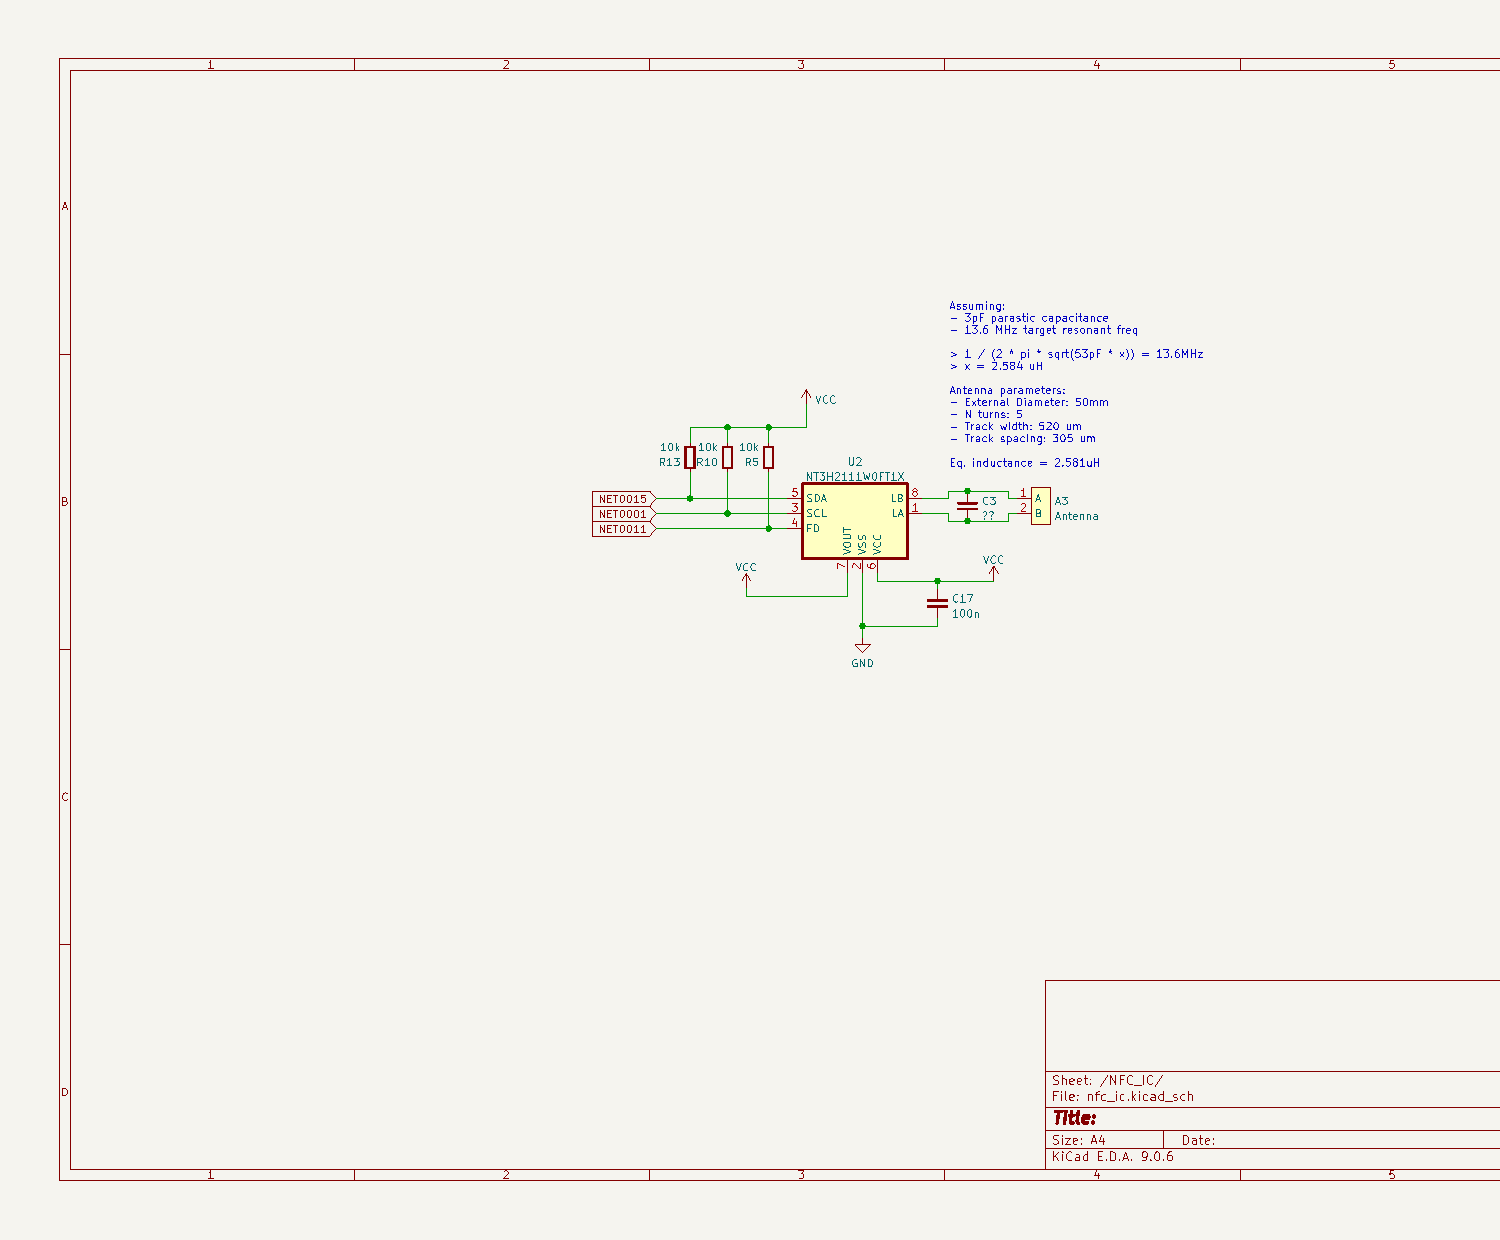 1 2 3 4 5
A
Assuming:
- 3pF parastic capacitance
- 13.6 MHz target resonant freq
> 1 / (2 * pi * sqrt(53pF * x)) = 13.6MHz
> x = 2.584 uH
Antenna parameters:
- External Diameter: 50mm
- N turns: 5
- Track width: 520 um
- Track spacing: 305 um
Eq. inductance = 2.581uH
VCC
10k 10k 10k
R13 R10 R5
U2
NT3H2111W0FT1X
B
NET0015 5 SDA LB 8
NET0001 3 SCL LA 1
NET0011 4 FD
VOUT VSS VCC
7 2 6
C3
??
1 A
2 B
A3
Antenna
VCC
VCC
C17
100n
GND
C
D
Sheet: /NFC_IC/
File: nfc_ic.kicad_sch
Title:
Size: A4 Date:
KiCad E.D.A. 9.0.6
1 2 3 4 5